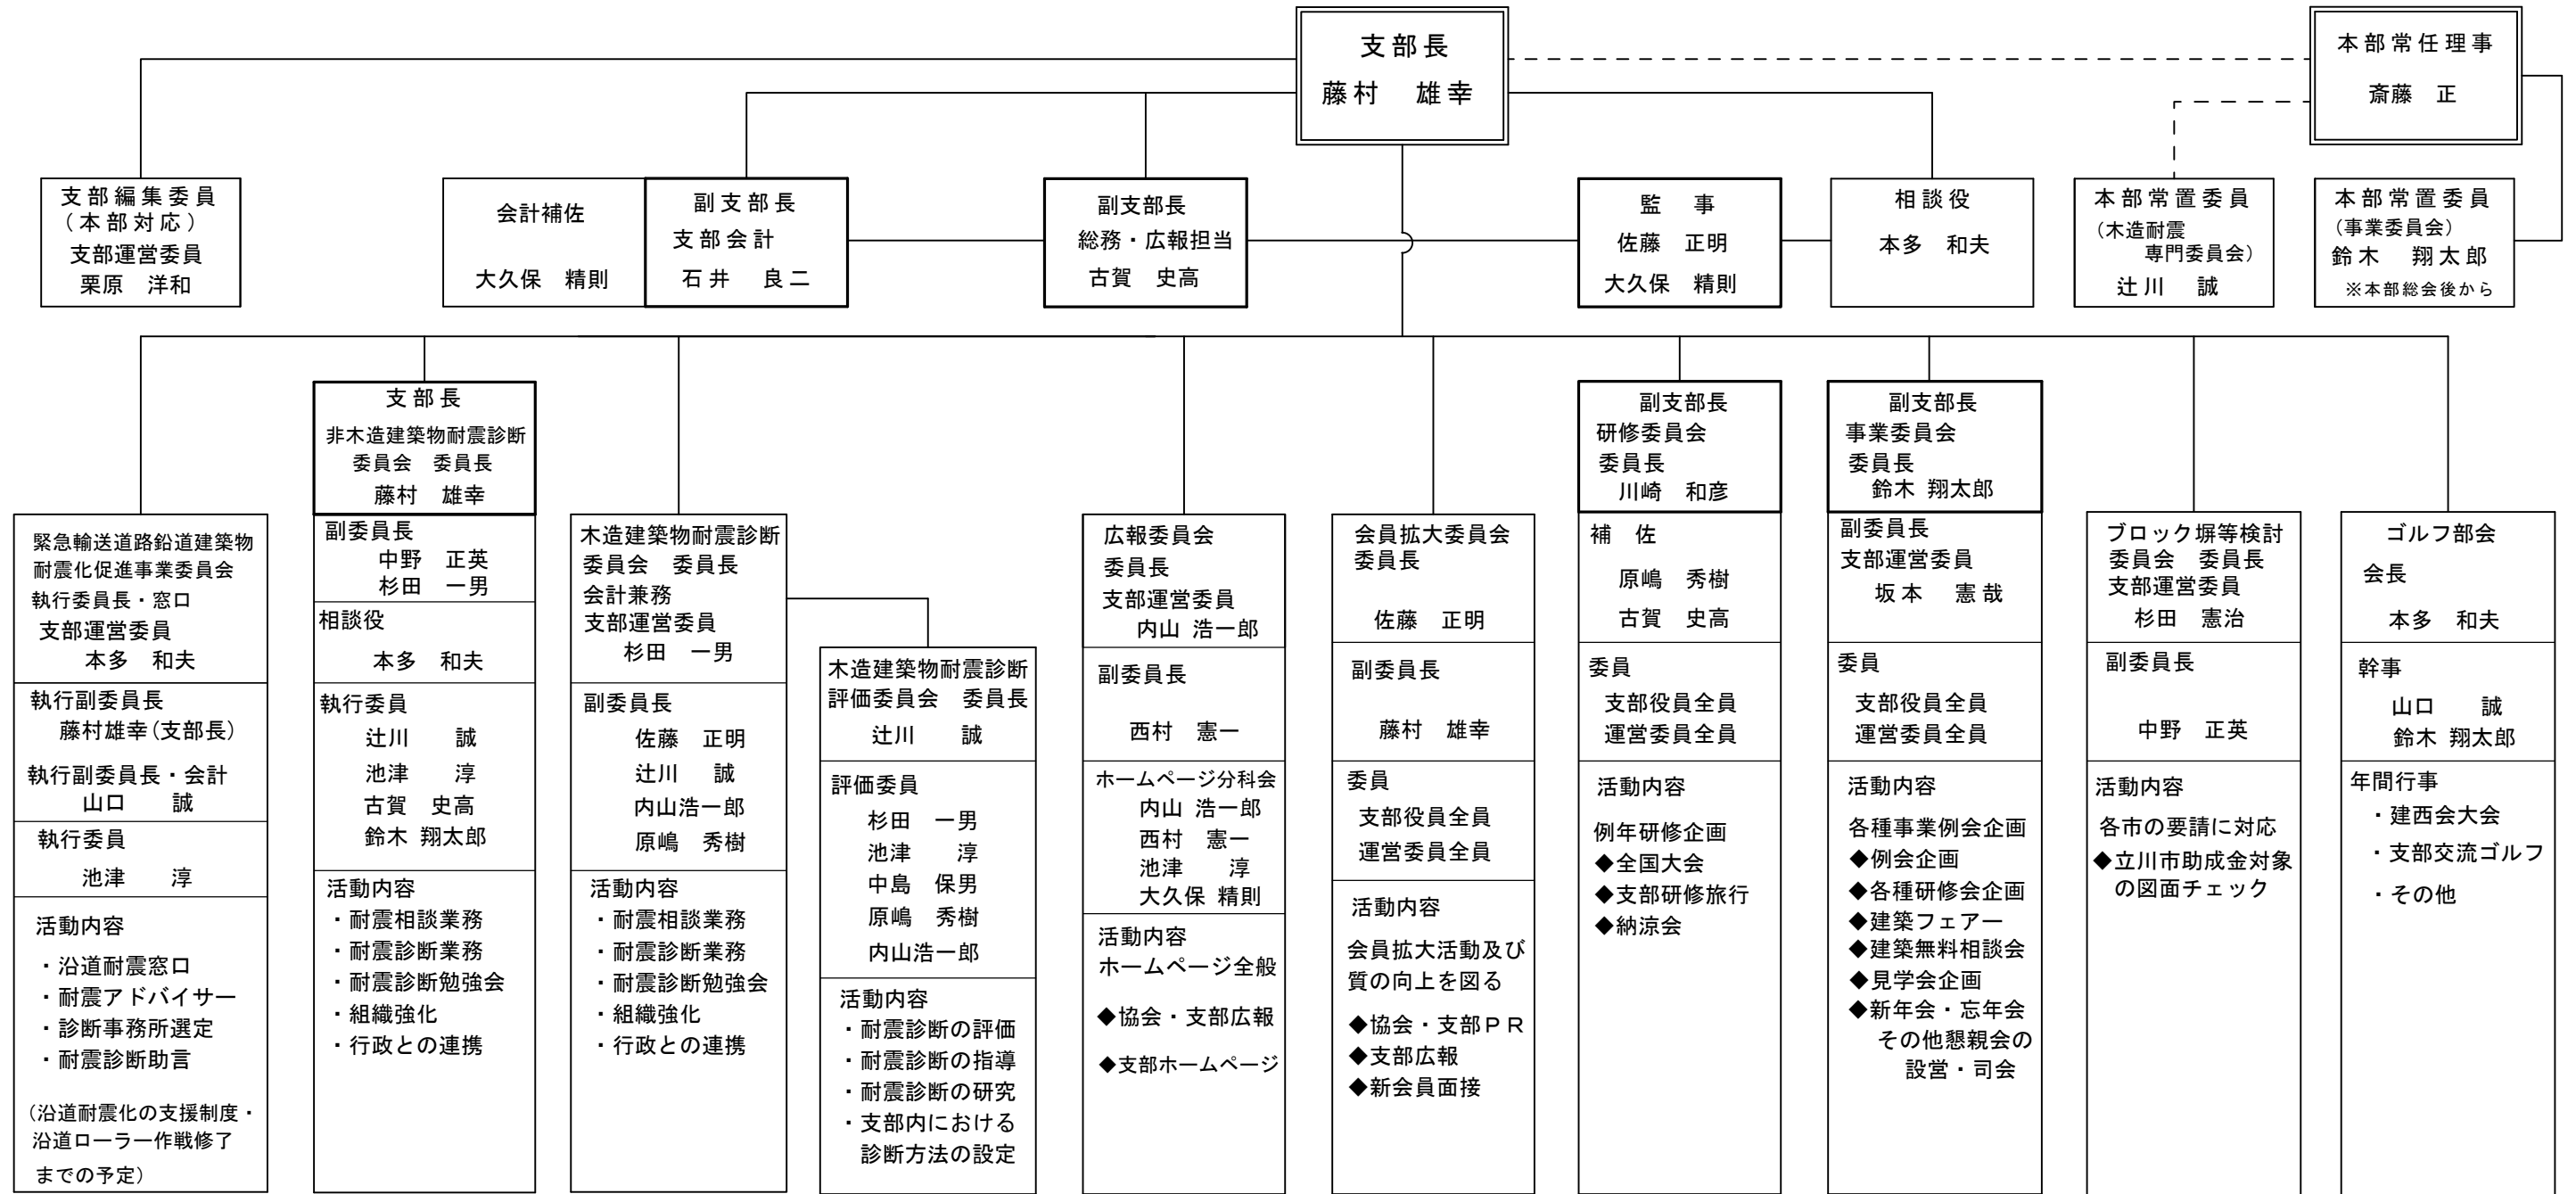 支部長
藤村　雄幸
本部常任理事
斎藤　正
支部編集委員
（本部対応）
支部運営委員
栗原　洋和
会計補佐
大久保　精則
副支部長
支部会計
石井　良二
副支部長
総務・広報担当
古賀　史高
監　事
佐藤　正明
大久保　精則
相談役
本多　和夫
本部常置委員
（木造耐震
専門委員会）
辻川　誠
本部常置委員
（事業委員会）
鈴木　翔太郎
※本部総会後から
緊急輸送道路鉛道建築物
耐震化促進事業委員会
執行委員長・窓口
支部運営委員
本多　和夫
執行副委員長
藤村雄幸（支部長）
執行副委員長・会計
山口　　誠
執行委員
池津　　淳
活動内容
・沿道耐震窓口
・耐震アドバイサー
・診断事務所選定
・耐震診断助言
（沿道耐震化の支援制度・
沿道ローラー作戦修了
までの予定）
支部長
非木造建築物耐震診断
委員会　委員長
藤村　雄幸
副委員長
中野　正英
杉田　一男
相談役
本多　和夫
執行委員
辻川　　誠
池津　　淳
古賀　史高
鈴木 翔太郎
活動内容
・耐震相談業務
・耐震診断業務
・耐震診断勉強会
・組織強化
・行政との連携
木造建築物耐震診断
委員会　委員長
会計兼務
支部運営委員
杉田　一男
副委員長
佐藤　正明
辻川　誠
内山浩一郎
原嶋　秀樹
活動内容
・耐震相談業務
・耐震診断業務
・耐震診断勉強会
・組織強化
・行政との連携
木造建築物耐震診断
評価委員会　委員長
辻川　　誠
評価委員
杉田　一男
池津　　淳
中島　保男
原嶋　秀樹
内山浩一郎
活動内容
・耐震診断の評価
・耐震診断の指導
・耐震診断の研究
・支部内における
診断方法の設定
広報委員会
委員長
支部運営委員
内山 浩一郎
副委員長
西村　憲一
ホームページ分科会
内山 浩一郎
西村　憲一
池津　　淳
大久保 精則
活動内容
ホームページ全般
◆協会・支部広報
◆支部ホームページ
会員拡大委員会
委員長
佐藤　正明
副委員長
藤村　雄幸
委員
支部役員全員
運営委員全員
活動内容
会員拡大活動及び
質の向上を図る
◆協会・支部ＰＲ
◆支部広報
◆新会員面接
副支部長
研修委員会
委員長
川崎　和彦
補　佐
原嶋　秀樹
古賀　史高
委員
支部役員全員
運営委員全員
活動内容
例年研修企画
◆全国大会
◆支部研修旅行
◆納涼会
副支部長
事業委員会
委員長
鈴木 翔太郎
副委員長
支部運営委員
坂本　憲哉
委員
支部役員全員
運営委員全員
活動内容
各種事業例会企画
◆例会企画
◆各種研修会企画
◆建築フェアー
◆建築無料相談会
◆見学会企画
◆新年会・忘年会
その他懇親会の
設営・司会
ブロック塀等検討
委員会　委員長
支部運営委員
杉田　憲治
副委員長
中野　正英
活動内容
各市の要請に対応
◆立川市助成金対象
の図面チェック
ゴルフ部会
会長
本多　和夫
幹事
山口　　誠
鈴木 翔太郎
年間行事
・建西会大会
・支部交流ゴルフ
・その他